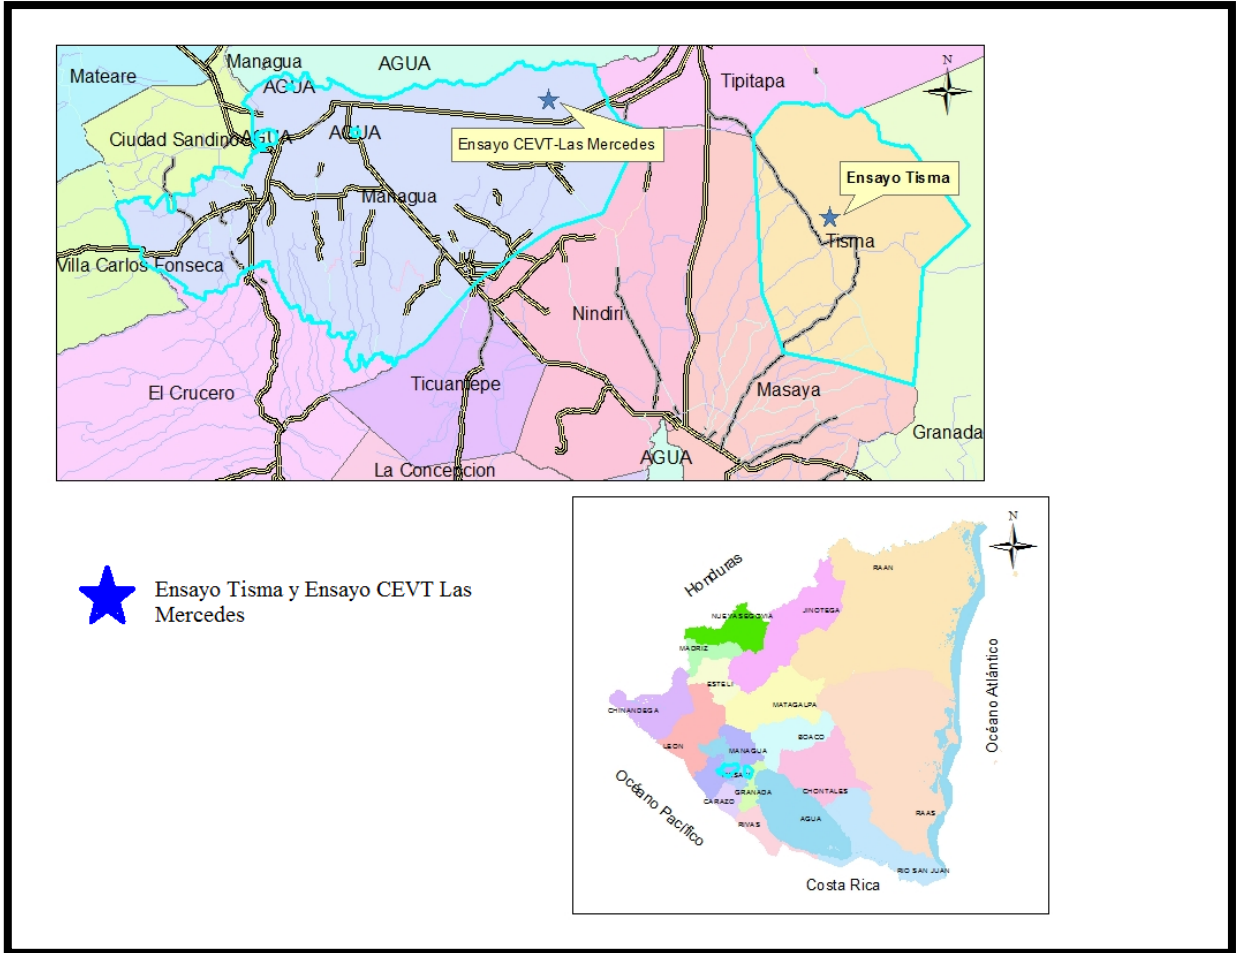 Managua
AGUA
N
Mateare
AGUA
Tipitapa
Ciudad Sandino
AGUA
AGUA
Ensayo CEVT-Las Mercedes
Ensayo Tisma
Managua
Tisma
Villa Carlos Fonseca
Nindiri
Ticuantepe
El Crucero
Masaya
Granada
AGUA
La Concepcion
Ensayo Tisma y Ensayo CEVT Las
Mercedes
N
Honduras
RAAN
JINOTEGA
NUEVA SEGOVIA
MADRIZ
ESTELI
MATAGALPA
CHINANDEGA
BOACO
LEON
MANAGUA
Océano Atlántico
GRANADA
CHONTALES
CARAZO
Océano Pacífico
AGUA
RAAS
RIVAS
RIO SAN JUAN
Costa Rica